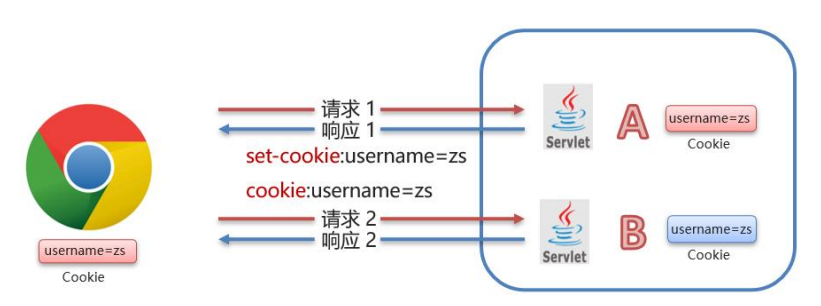 请求 1
响应 1
set-cookie:username=zs
cookie:username=zs
请求 2
响应 2
username=zs
Cookie
Servlet
A
username=zs
Cookie
Servlet
B
username=zs
Cookie